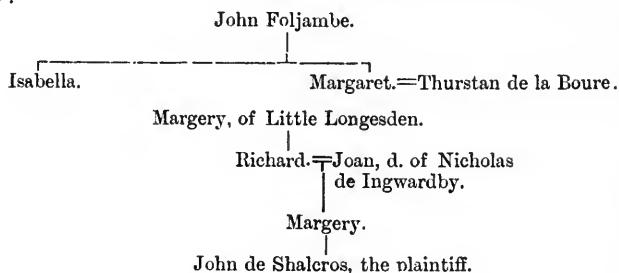 John Foljambe.
Isabella. Margaret.=Thurstan de la Boure.
Margery, of Little Longesden.
Richard.=Joan, d. of Nicholas
de Ingwardby.
Margery.
John de Shalcros, the plaintiff.